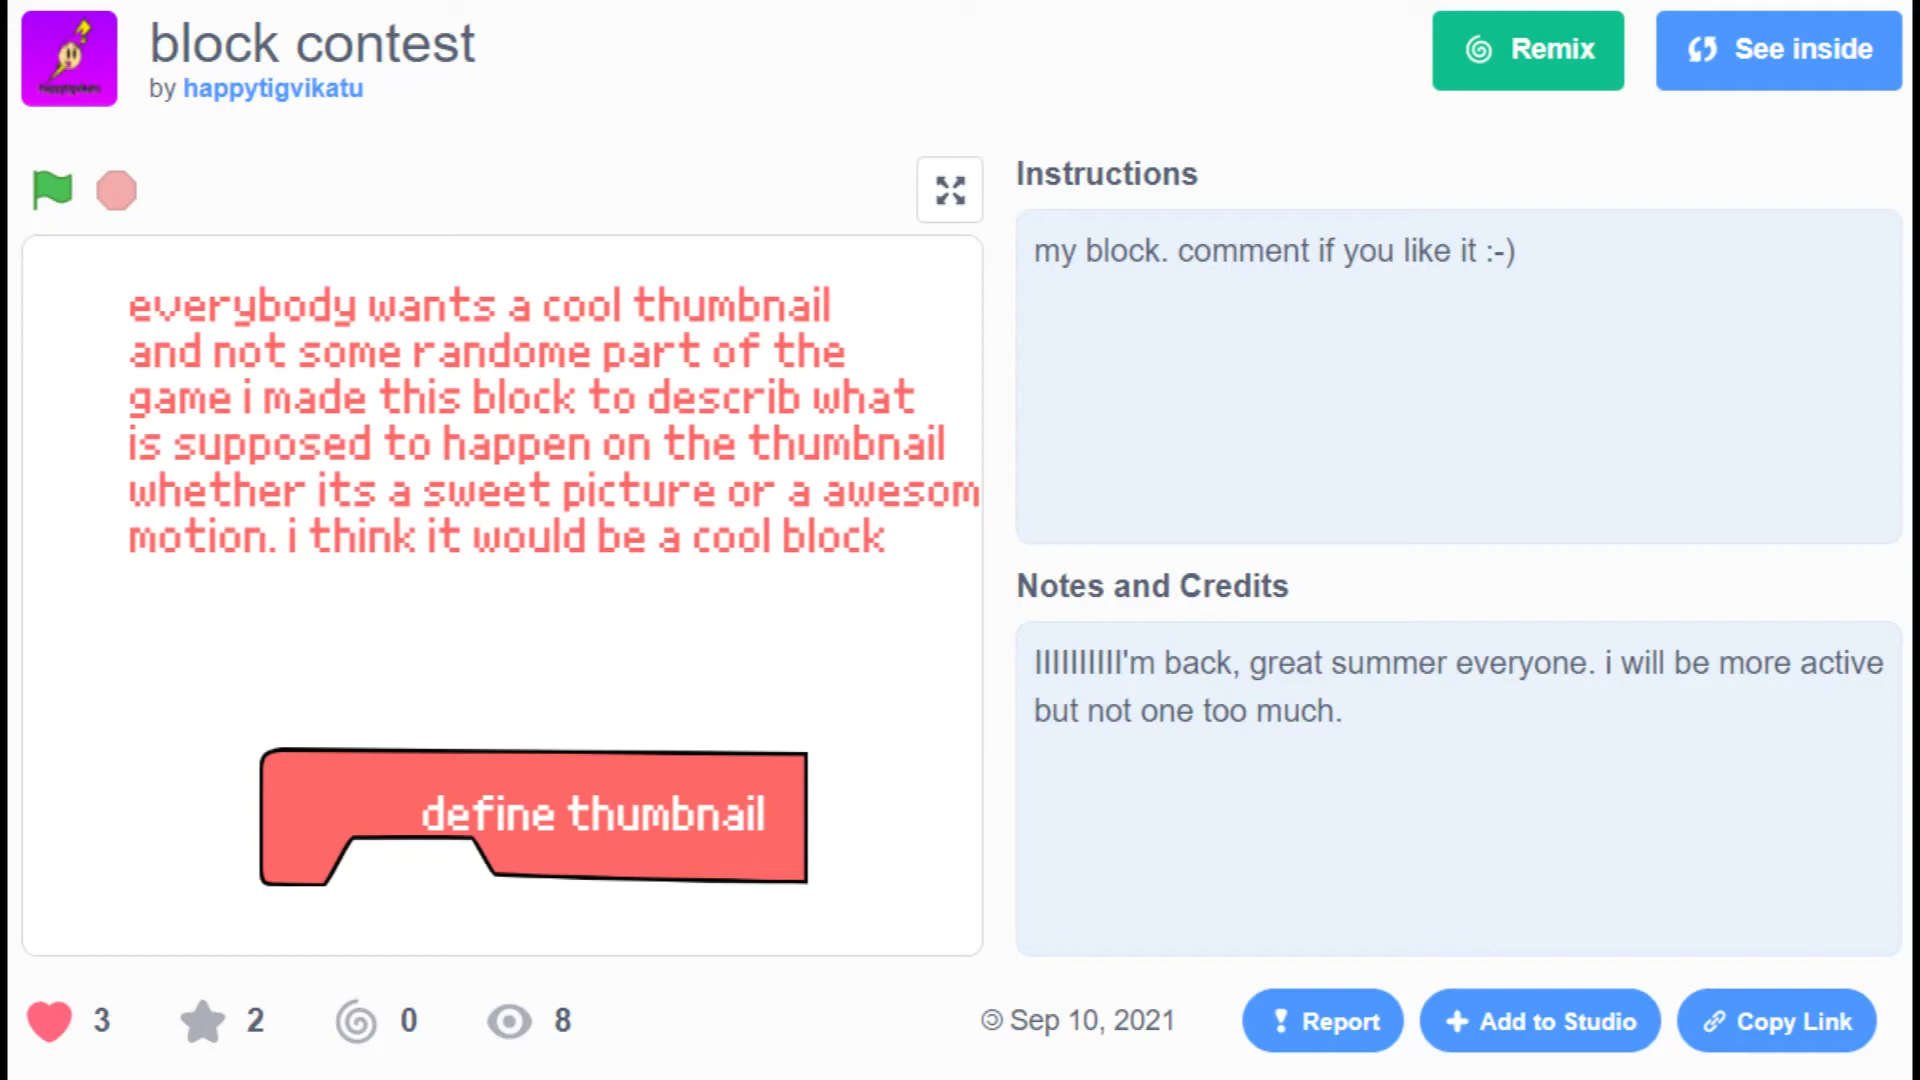 block contest
by happytigvikatu
Remix
See inside
everybody wants a cool thumbnail
and not some randome part of the
game i made this block to describ what
is supposed to happen on the thumbnail
whether its a sweet picture or a awesom
motion. i think it would be a cool block
define thumbnail
Instructions
my block. comment if you like it :-)
Notes and Credits
IIIIIIIIII'm back, great summer everyone. i will be more active
but not one too much.
3
2
0
8
Sep 10, 2021
Report
Add to Studio
Copy Link